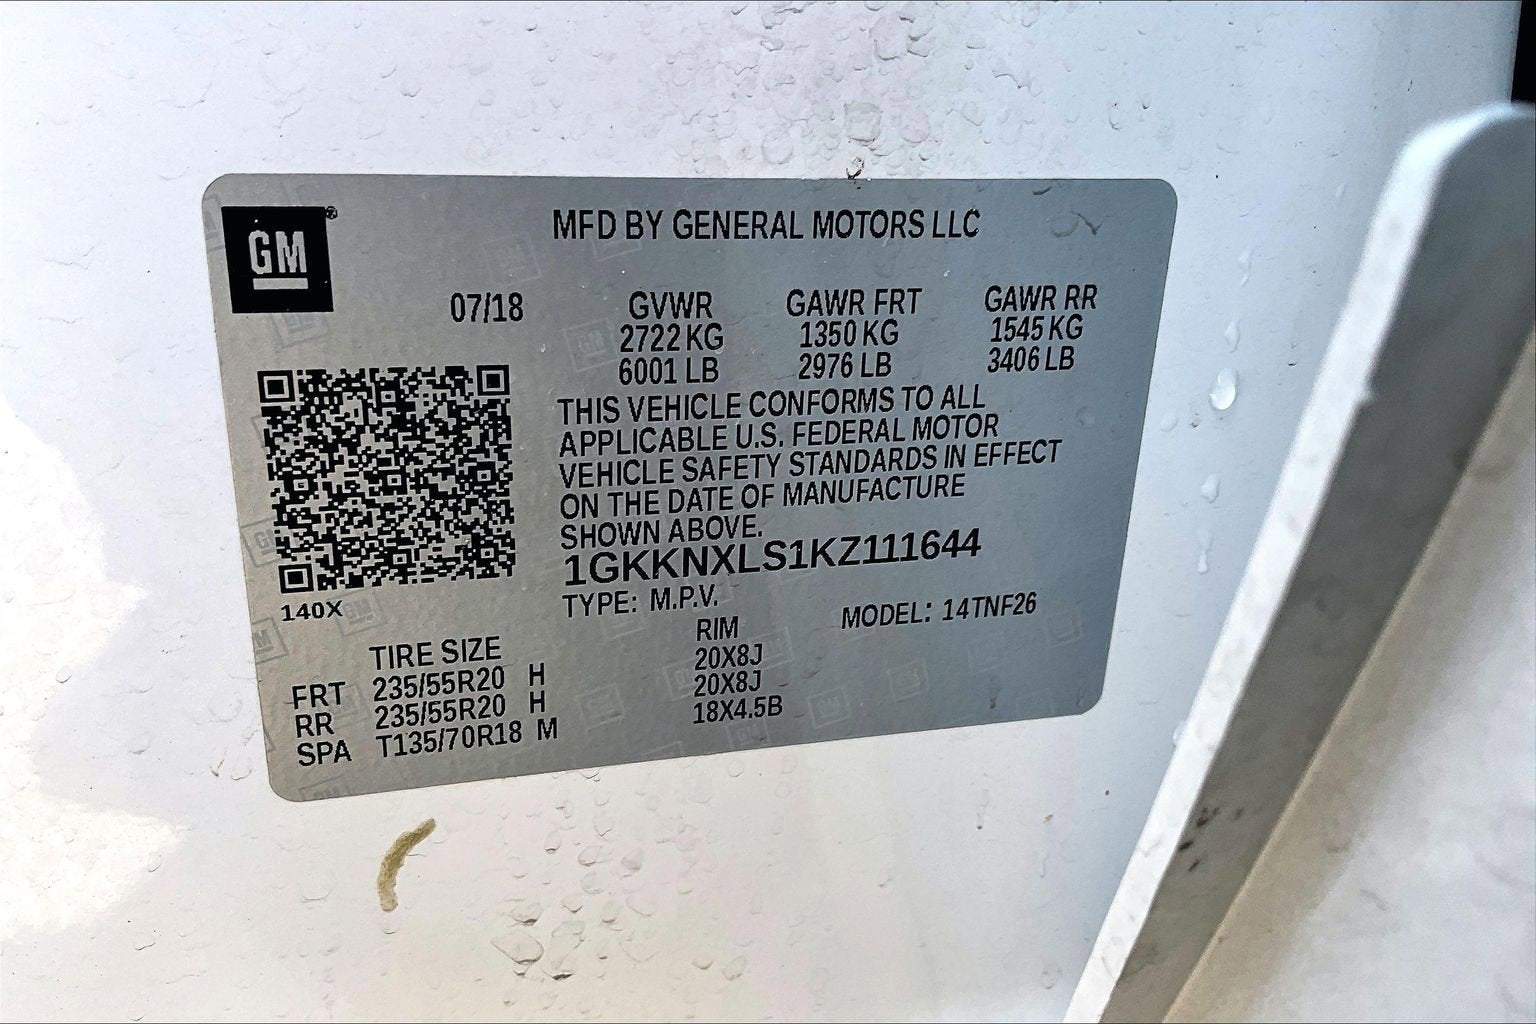 GM
MFD BY GENERAL MOTORS LLC
07/18 GVWR GAWR FRT GAWR RR
2722 KG 1350 KG 1545 KG
6001 LB 2976 LB 3406 LB
THIS VEHICLE CONFORMS TO ALL
APPLICABLE U.S. FEDERAL MOTOR
VEHICLE SAFETY STANDARDS IN EFFECT
ON THE DATE OF MANUFACTURE
SHOWN ABOVE.
1GKKNXLS1KZ111644
140X
TYPE: M.P.V. MODEL: 14TNF26
TIRE SIZE RIM
FRT 235/55R20 H 20X8J
RR 235/55R20 H 20X8J
SPA T135/70R18 M 18X4.5B